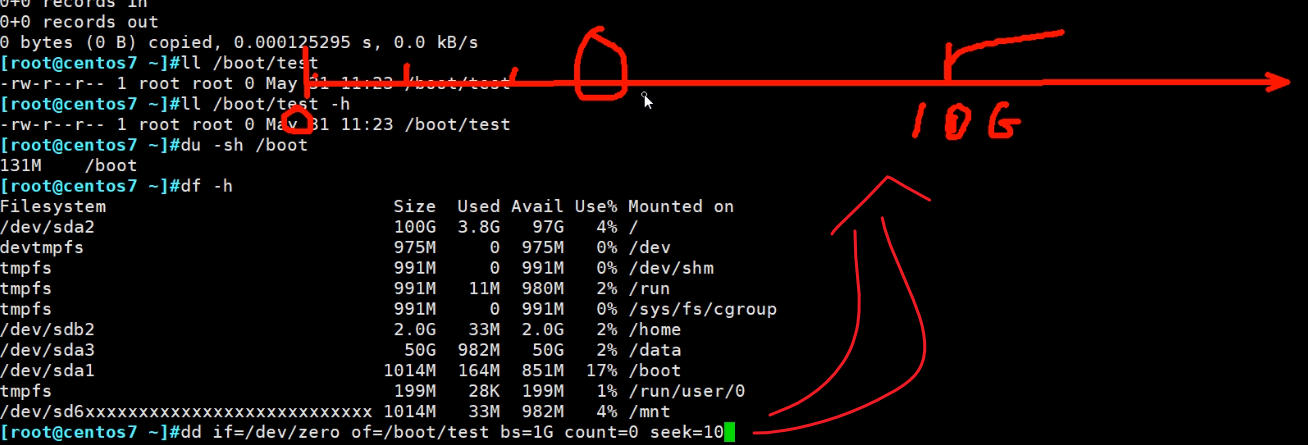 0+0 records in
0+0 records out
0 bytes (0 B) copied, 0.000125295 s, 0.0 kB/s
[root@centos7 ~]#ll /boot/test
-rw-r--r-- 1 root root 0 May 31 11:23 /boot/test
[root@centos7 ~]#ll /boot/test -h
-rw-r--r-- 1 root root 0 May 31 11:23 /boot/test
0 10G
[root@centos7 ~]#du -sh /boot
131M    /boot
[root@centos7 ~]#df -h
Filesystem                            Size  Used Avail Use% Mounted on
/dev/sda2                             100G  3.8G   97G   4% /
devtmpfs                              975M     0  975M   0% /dev
tmpfs                                 991M     0  991M   0% /dev/shm
tmpfs                                 991M   11M  980M   2% /run
tmpfs                                 991M     0  991M   0% /sys/fs/cgroup
/dev/sdb2                             2.0G   33M  2.0G   2% /home
/dev/sda3                              50G  982M   50G   2% /data
/dev/sda1                            1014M  164M  851M  17% /boot
tmpfs                                 199M   28K  199M   1% /run/user/0
/dev/sd6xxxxxxxxxxxxxxxxxxxxxxxxxxx  1014M   33M  982M   4% /mnt
[root@centos7 ~]#dd if=/dev/zero of=/boot/test bs=1G count=0 seek=10